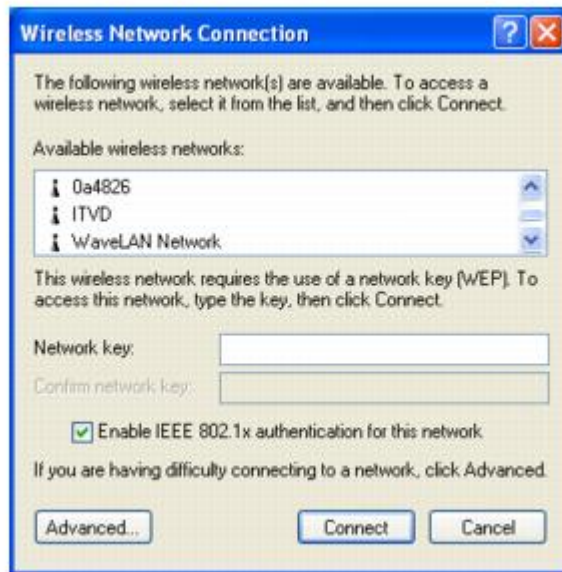 Wireless Network Connection
The following wireless network(s) are available. To access a
wireless network, select it from the list, and then click Connect.
Available wireless networks:
0a4826
ITVD
WaveLAN Network
This wireless network requires the use of a network key (WEP). To
access this network, type the key, then click Connect.
Network key:
Confirm network key:
Enable IEEE 802.1x authentication for this network
If you are having difficulty connecting to a network, click Advanced.
Advanced... Connect Cancel